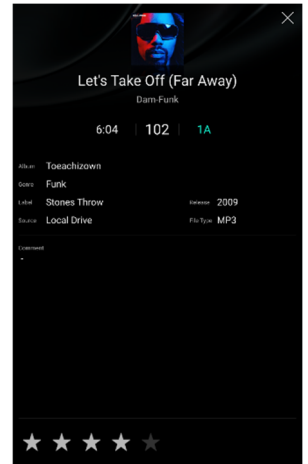 Let's Take Off (Far Away)
Dam-Funk
6:04 102 1A
Album Toeachizown
Genre Funk
Label Stones Throw Release 2009
Source Local Drive File Type MP3
Comment
-